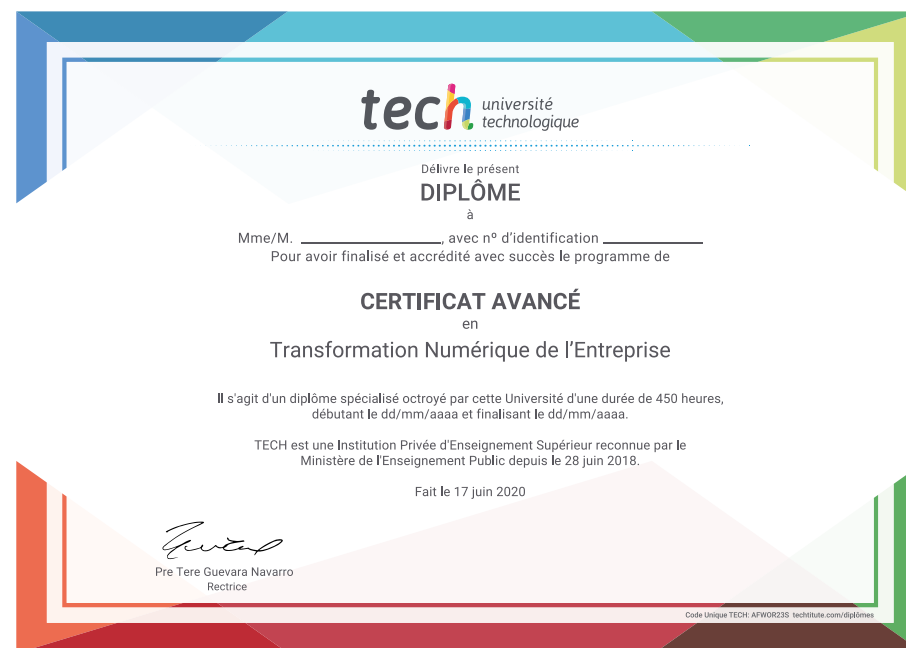 tech université
technologique
Délivre le présent
DIPLÔME
à
Mme/M. ____________, avec nº d'identification ____________
Pour avoir finalisé et accrédité avec succès le programme de
CERTIFICAT AVANCÉ
en
Transformation Numérique de l'Entreprise
Il s'agit d'un diplôme spécialisé octroyé par cette Université d'une durée de 450 heures,
débutant le dd/mm/aaaa et finalisant le dd/mm/aaaa.
TECH est une Institution Privée d'Enseignement Supérieur reconnue par le
Ministère de l'Enseignement Public depuis le 28 juin 2018.
Fait le 17 juin 2020
Pre Tere Guevara Navarro
Rectrice
Code Unique TECH: AFWOR23S techtitute.com/diplômes